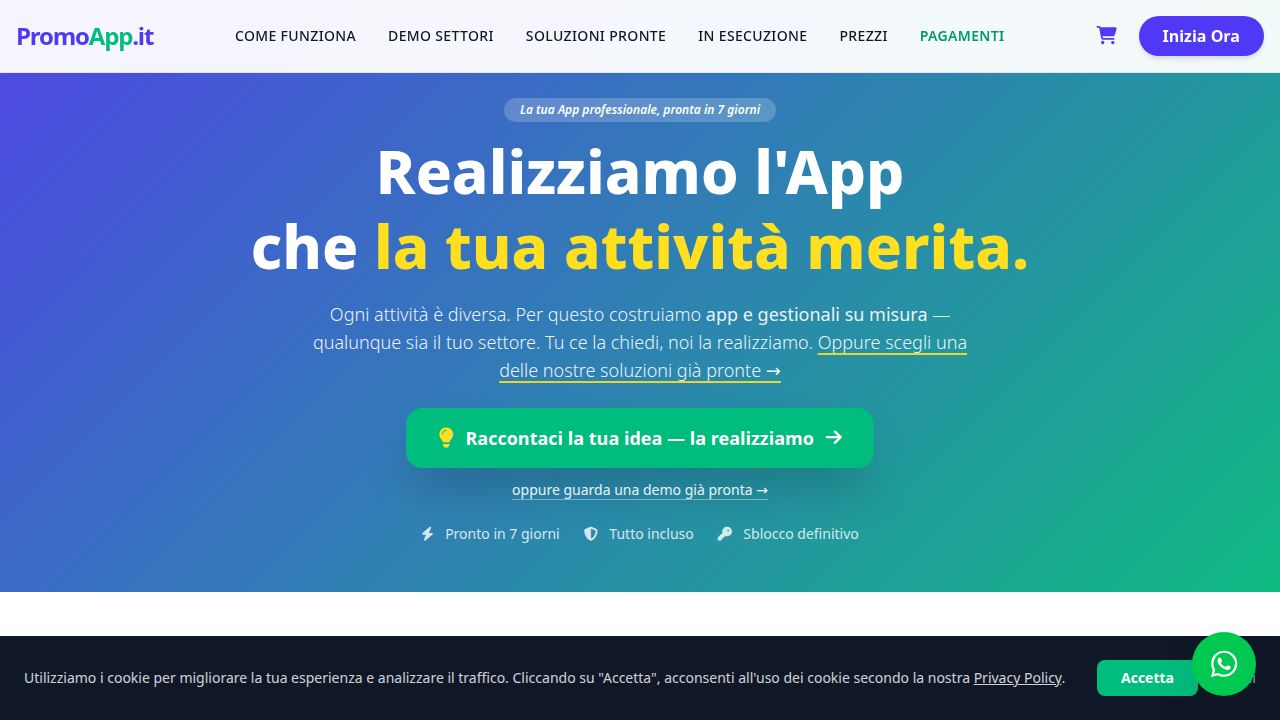 PromoApp.it
COME FUNZIONA
DEMO SETTORI
SOLUZIONI PRONTE
IN ESECUZIONE
PREZZI
PAGAMENTI
Inizia Ora
La tua App professionale, pronta in 7 giorni
Realizziamo l'App
che la tua attività merita.
Ogni attività è diversa. Per questo costruiamo app e gestionali su misura —
qualunque sia il tuo settore. Tu ce la chiedi, noi la realizziamo. Oppure scegli una
delle nostre soluzioni già pronte →
Raccontaci la tua idea — la realizziamo →
oppure guarda una demo già pronta →
Pronto in 7 giorni
Tutto incluso
Sblocco definitivo
Utilizziamo i cookie per migliorare la tua esperienza e analizzare il traffico. Cliccando su "Accetta", acconsenti all'uso dei cookie secondo la nostra Privacy Policy.
Accetta